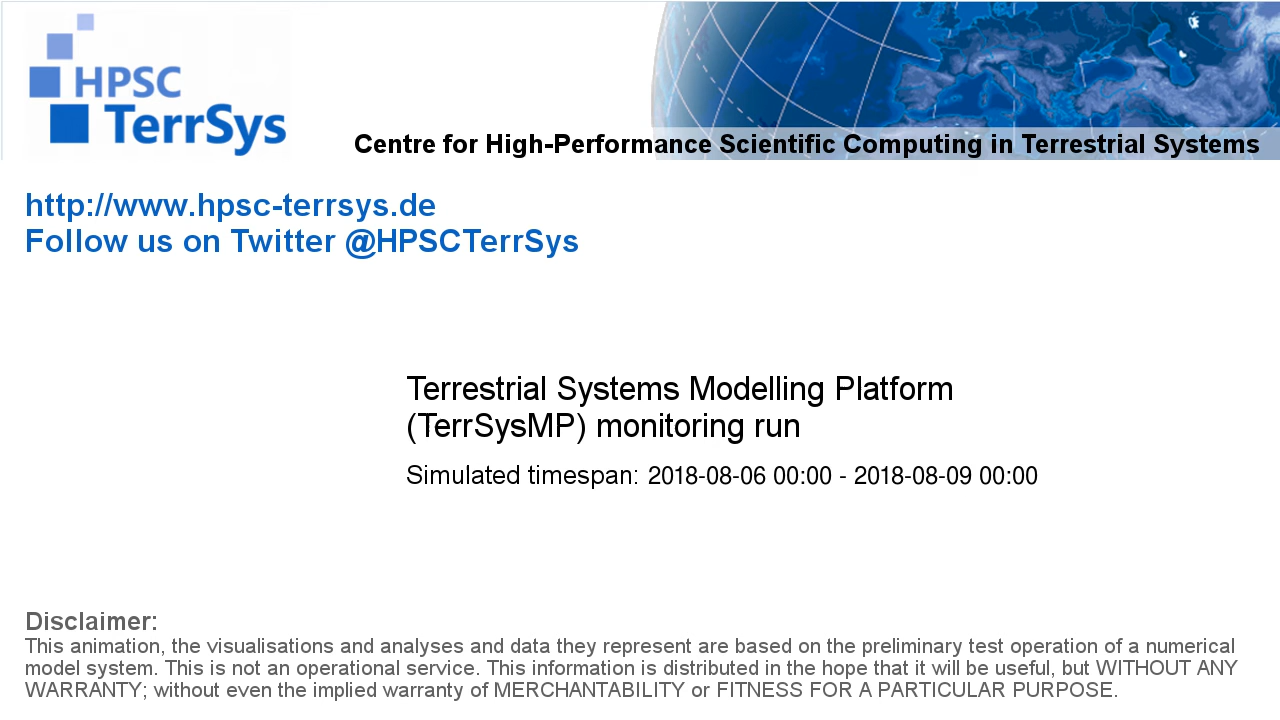 HPSC
TerrSys
Centre for High-Performance Scientific Computing in Terrestrial Systems
http://www.hpsc-terrsys.de
Follow us on Twitter @HPSCTerrSys
Terrestrial Systems Modelling Platform
(TerrSysMP) monitoring run
Simulated timespan: 2018-08-06 00:00 - 2018-08-09 00:00
Disclaimer:
This animation, the visualisations and analyses and data they represent are based on the preliminary test operation of a numerical
model system. This is not an operational service. This information is distributed in the hope that it will be useful, but WITHOUT ANY
WARRANTY; without even the implied warranty of MERCHANTABILITY or FITNESS FOR A PARTICULAR PURPOSE.